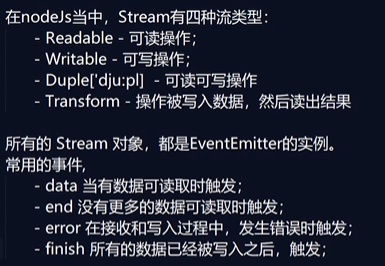 在nodeJs当中，Stream有四种流类型：
- Readable - 可读操作；
- Writable - 可写操作；
- Duple['dju:pl] - 可读可写操作
- Transform - 操作被写入数据，然后读出结果
所有的 Stream 对象，都是EventEmitter的实例。
常用的事件,
- data 当有数据可读取时触发；
- end 没有更多的数据可读取时触发；
- error 在接收和写入过程中，发生错误时触发；
- finish 所有的数据已经被写入之后，触发；